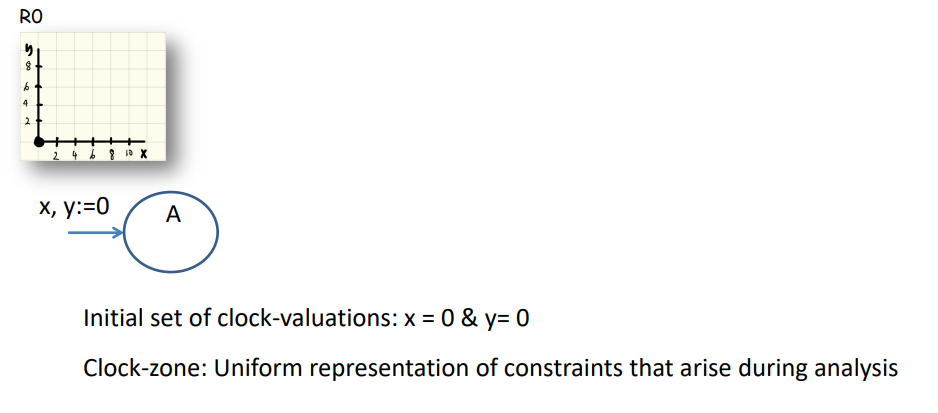 R0
y
8
6
4
2
2 4 6 8 10 x
x, y:=0
A
Initial set of clock-valuations: x = 0 & y= 0
Clock-zone: Uniform representation of constraints that arise during analysis